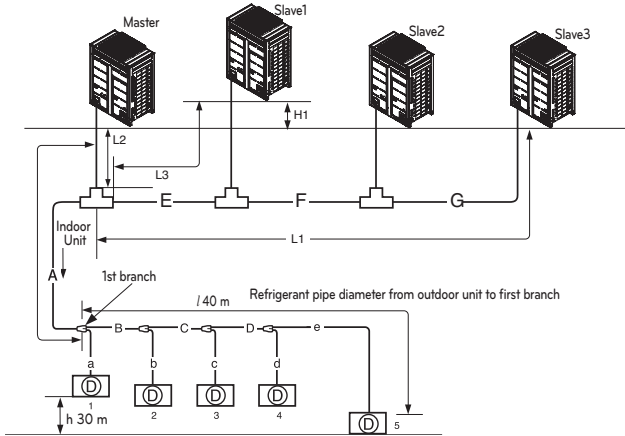 Master
Slave1
Slave2
Slave3
H1
L2
L3
E
F
G
Indoor
Unit
L1
A
1st branch
l 40 m
Refrigerant pipe diameter from outdoor unit to first branch
B
C
D
e
a
b
c
d
D
D
D
D
1
2
3
4
h 30 m
D
5